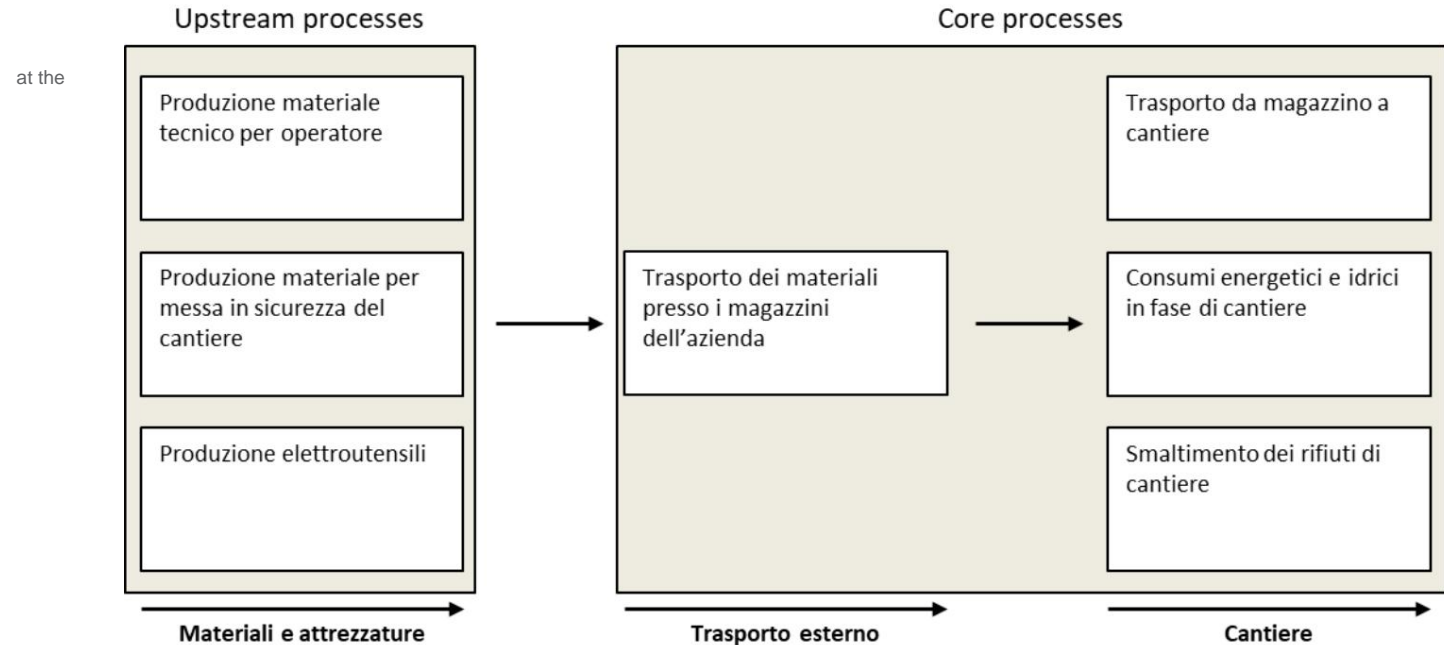 Upstream processes
Core processes
at the
Produzione materiale
tecnico per operatore
Produzione materiale per
messa in sicurezza del
cantiere
Produzione elettroutensili
Materiali e attrezzature
Trasporto dei materiali
presso i magazzini
dell'azienda
Trasporto esterno
Trasporto da magazzino a
cantiere
Consumi energetici e idrici
in fase di cantiere
Smaltimento dei rifiuti di
cantiere
Cantiere